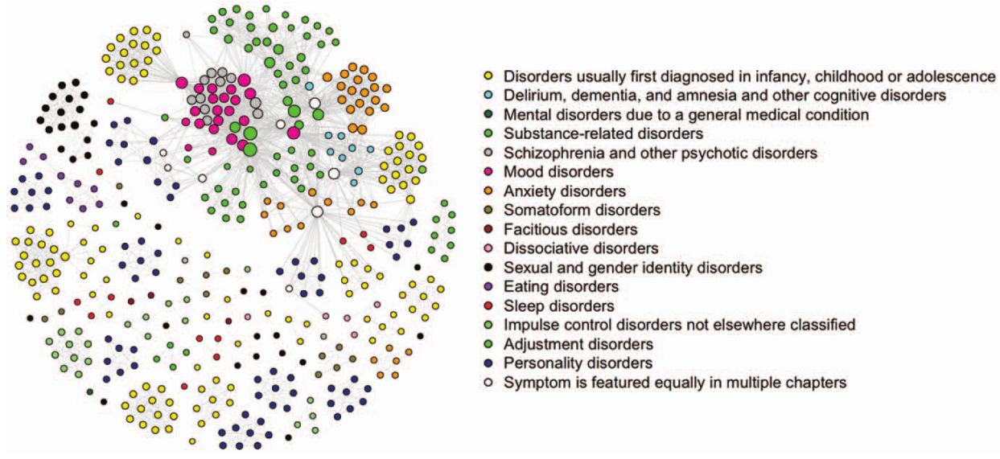 Disorders usually first diagnosed in infancy, childhood or adolescence
Delirium, dementia, and amnesia and other cognitive disorders
Mental disorders due to a general medical condition
Substance-related disorders
Schizophrenia and other psychotic disorders
Mood disorders
Anxiety disorders
Somatoform disorders
Facitious disorders
Dissociative disorders
Sexual and gender identity disorders
Eating disorders
Sleep disorders
Impulse control disorders not elsewhere classified
Adjustment disorders
Personality disorders
Symptom is featured equally in multiple chapters